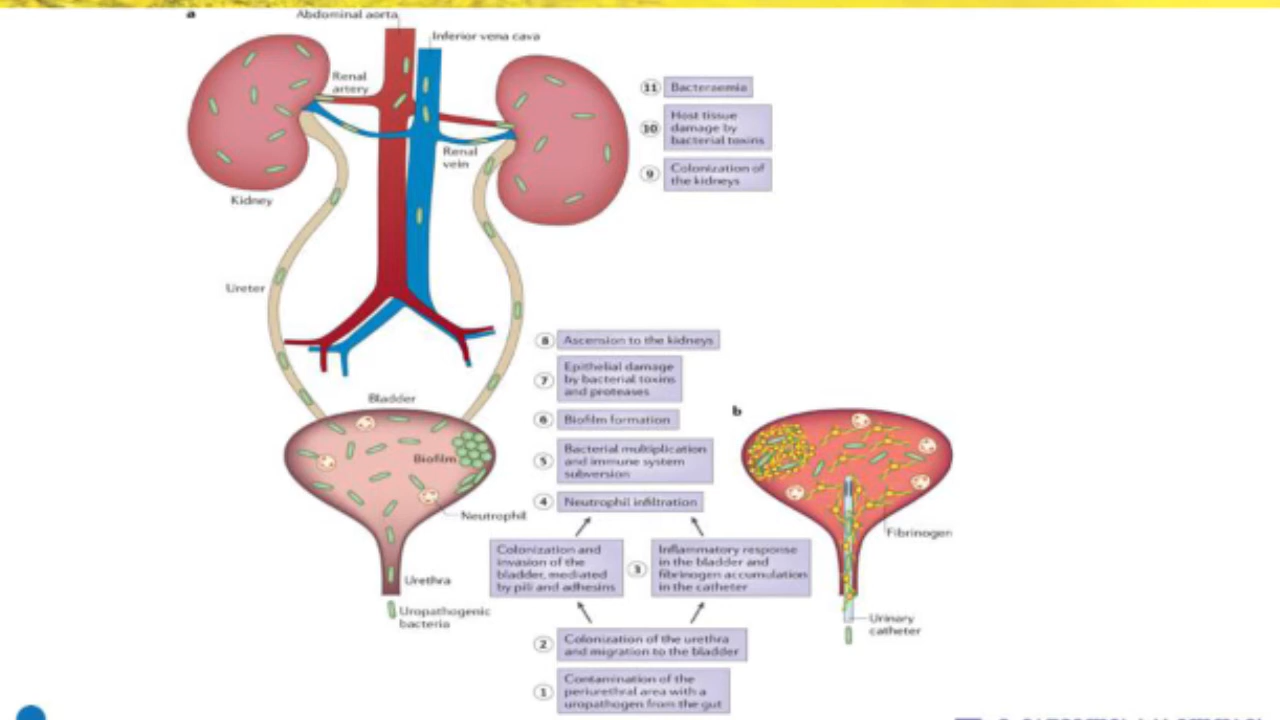 a
Abdominal aorta
Inferior vena cava
Renal
artery
Renal
vein
Kidney
Ureter
11 Bacteraemia
10 Host tissue
damage by
bacterial toxins
9 Colonization of
the kidneys
8 Ascension to the kidneys
7 Epithelial damage
by bacterial toxins
and proteases
6 Biofilm formation
5 Bacterial multiplication
and immune system
subversion
4 Neutrophil infiltration
Colonization and
invasion of the
bladder, mediated
by pili and adhesins
3
Inflammatory response
in the bladder and
fibrinogen accumulation
in the catheter
2 Colonization of the urethra
and migration to the bladder
1 Contamination of the
periurethral area with a
uropathogen from the gut
Bladder
Biofilm
Neutrophil
Urethra
Uropathogenic
bacteria
b
Fibrinogen
Urinary
catheter